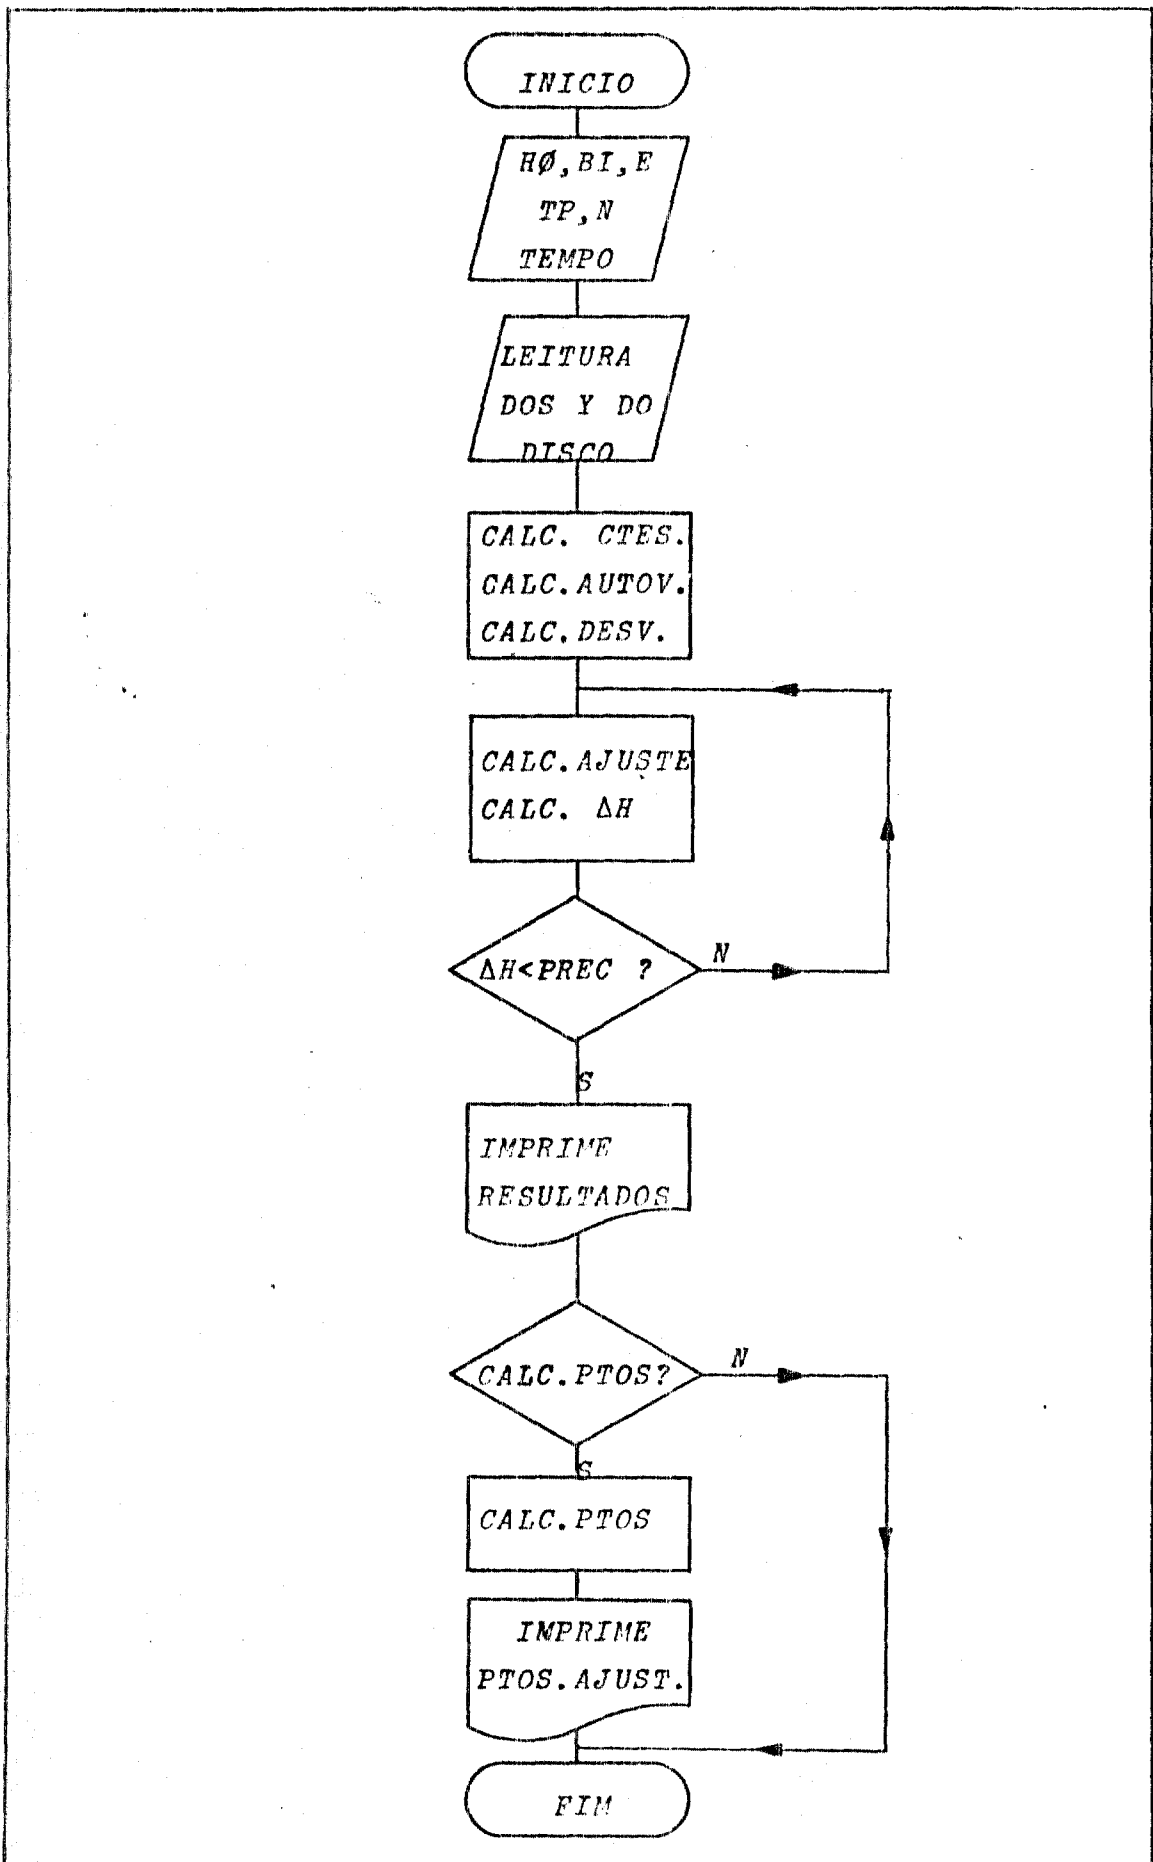 INICIO
HØ,BI,E
TP,N
TEMPO
LEITURA
DOS Y DO
DISCO
CALC. CTES.
CALC.AUTOV.
CALC.DESV.
CALC.AJUSTE
CALC. ΔH
ΔH<PREC ?
N
S
IMPRIME
RESULTADOS
CALC.PTOS?
N
S
CALC.PTOS
IMPRIME
PTOS.AJUST.
FIM